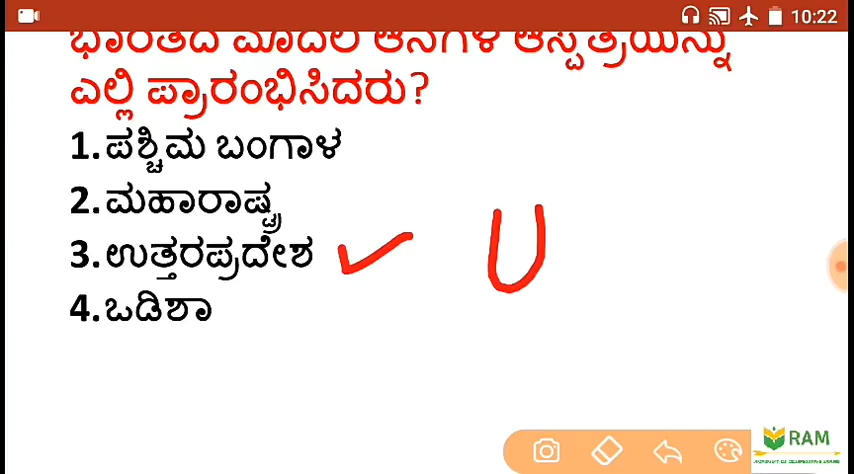 10:22
ಭಾರತದ ಮೊದಲ ಆನೆಗಳ ಆಸ್ಪತ್ರೆಯನ್ನು
ಎಲ್ಲಿ ಪ್ರಾರಂಭಿಸಿದರು?
1.ಪಶ್ಚಿಮ ಬಂಗಾಳ
2.ಮಹಾರಾಷ್ಟ್ರ
3.ಉತ್ತರಪ್ರದೇಶ
U
4.ಒಡಿಶಾ
RAM